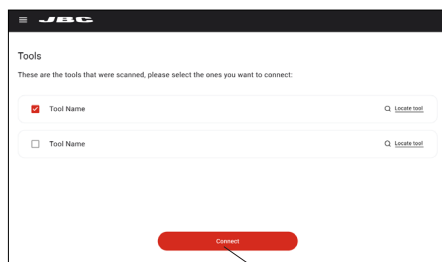 JBC
Tools
These are the tools that were scanned, please select the ones you want to connect:
Tool Name
Locate tool
Tool Name
Locate tool
Connect